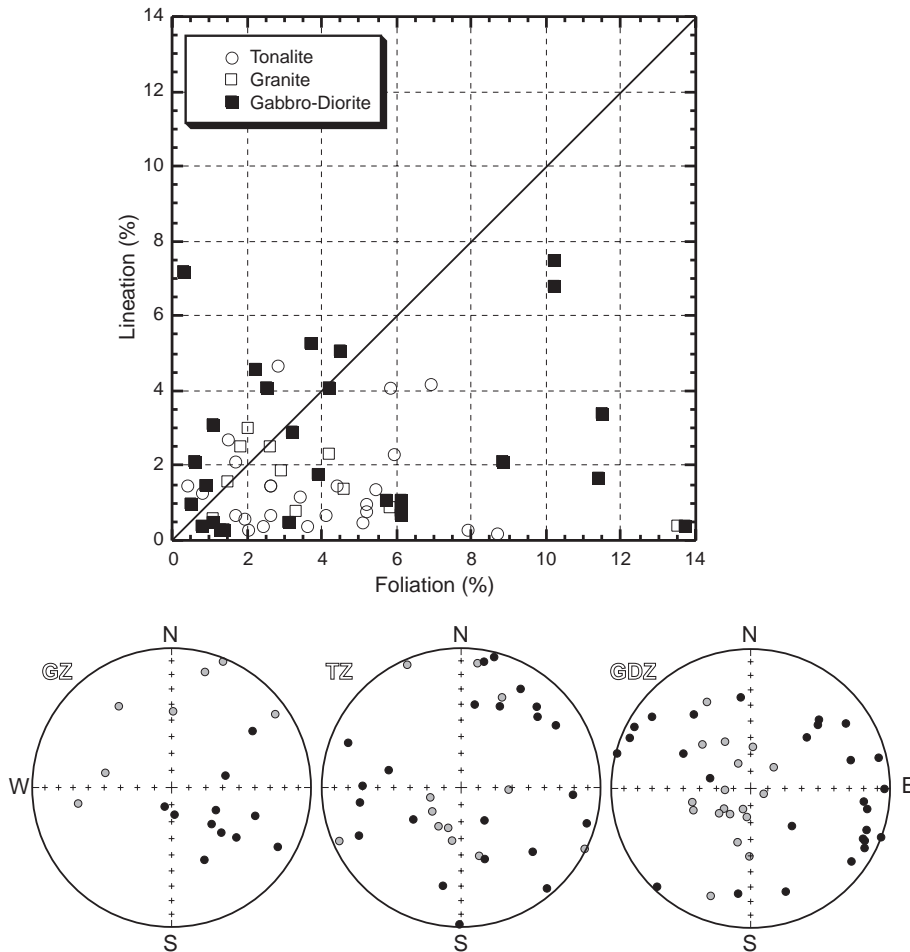 14
12
10
8
6
4
2
0
Lineation (%)
Tonalite
Granite
Gabbro-Diorite
0 2 4 6 8 10 12 14
Foliation (%)
N N N
GZ TZ GDZ
W E
S S S